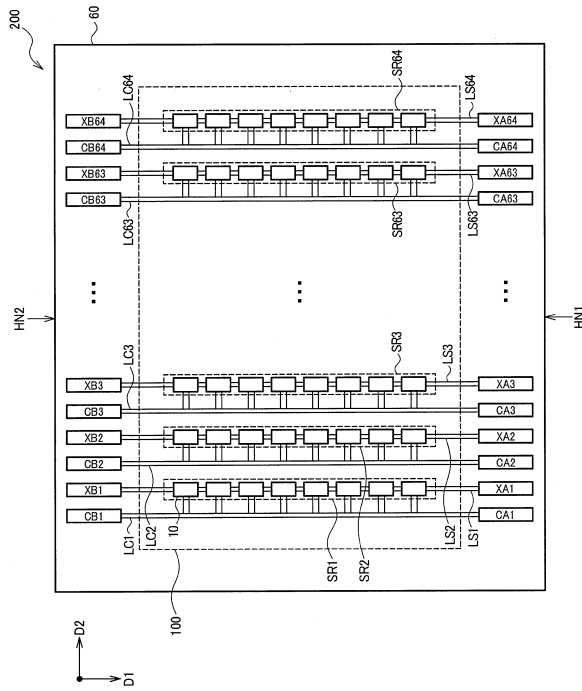 200
60
HN2
HN1
XB64
CB64
XB63
CB63
...
XB3
CB3
XB2
CB2
XB1
CB1
LC64
LC63
LC3
LC2
LC1
SR64
SR63
...
SR3
SR2
SR1
10
100
LS64
LS63
LS3
LS2
LS1
XA64
CA64
XA63
CA63
...
XA3
CA3
XA2
CA2
XA1
CA1
D2
D1